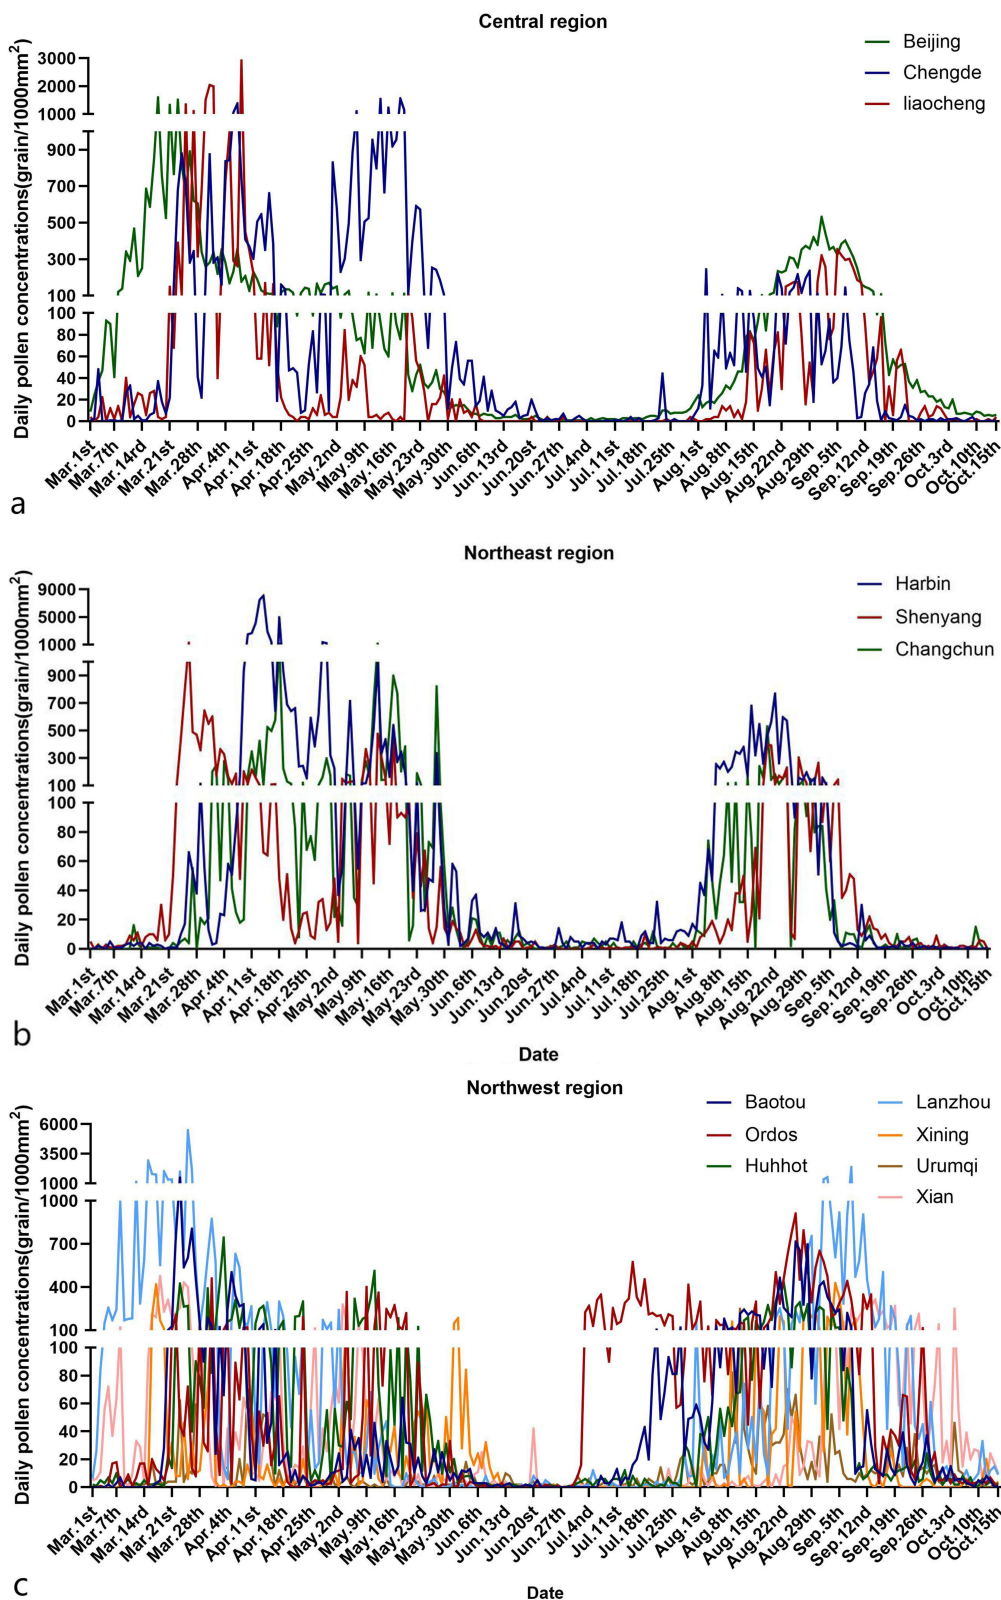 Central region
Beijing
Chengde
liaocheng
Daily pollen concentrations(grain/1000mm²)
3000
2000
1000
900
700
500
300
100
100
80
60
40
20
0
Mar. 1st
Mar.7th
Mar.14rd
Mar.21st
Mar.28th
Apr.4th
Apr.11st
Apr.18th
Apr.25th
May.2nd
May.9th
May.16th
May.23rd
May.30th
Jun.6th
Jun.13rd
Jun.20st
Jun.27th
Jul.4rd
Jul.11st
Jul.18th
Jul.25th
Aug.1st
Aug.8th
Aug.15th
Aug.22nd
Aug.29th
Sep.5th
Sep.12nd
Sep.19th
Sep.26th
Oct.3rd
Oct.10th
Oct.15th
a
Northeast region
Harbin
Shenyang
Changchun
Daily pollen concentrations(grain/1000mm²)
9000
5000
1000
900
700
500
300
100
100
80
60
40
20
0
Mar.1st
Mar.7th
Mar.14rd
Mar.21st
Mar.28th
Apr.4th
Apr.11st
Apr.18th
Apr.25th
May.2nd
May.9th
May.16th
May.23rd
May.30th
Jun.6th
Jun.13rd
Jun.20st
Jun.27th
Jul.4rd
Jul.11st
Jul.18th
Jul.25th
Aug.1st
Aug.8th
Aug.15th
Aug.22nd
Aug.29th
Sep.5th
Sep.12nd
Sep.19th
Sep.26th
Oct.3rd
Oct.10th
Oct.15th
b
Date
Northwest region
Baotou
Ordos
Huhhot
Lanzhou
Xining
Urumqi
Xian
Daily pollen concentrations(grain/1000mm²)
6000
3500
1000
1000
700
400
100
100
80
60
40
20
0
Mar. 1st
Mar.7th
Mar.14rd
Mar.21st
Mar.28th
Apr.4th
Apr.11st
Apr.18th
Apr.25th
May.2nd
May.9th
May.16th
May.23rd
May.30th
Jun.6th
Jun.13rd
Jun.20st
Jun.27th
Jul.4rd
Jul.11st
Jul.18th
Jul.25th
Aug.1st
Aug.8th
Aug.15th
Aug.22nd
Aug.29th
Sep.5th
Sep.12nd
Sep.19th
Sep.26th
Oct.3rd
Oct.10th
Oct.15th
c
Date